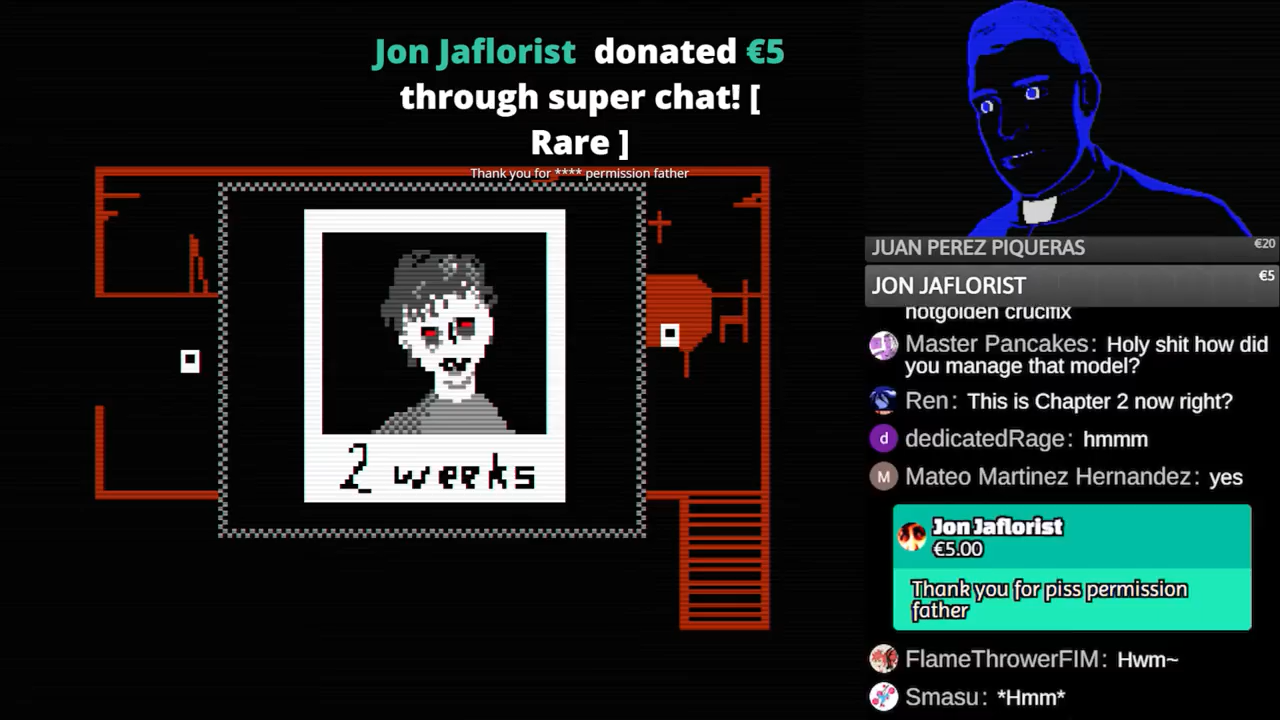 Jon Jaflorist donated €5
through super chat! [
Rare ]
Thank you for **** permission father
2 weeks
JUAN PEREZ PIQUERAS €20
JON JAFLORIST €5
notgolden crucifix
Master Pancakes: Holy shit how did
you manage that model?
Ren: This is Chapter 2 now right?
d dedicatedRage: hmmm
M Mateo Martinez Hernandez: yes
Jon Jaflorist
€5.00
Thank you for piss permission
father
FlameThrowerFIM: Hwm~
Smasu: *Hmm*